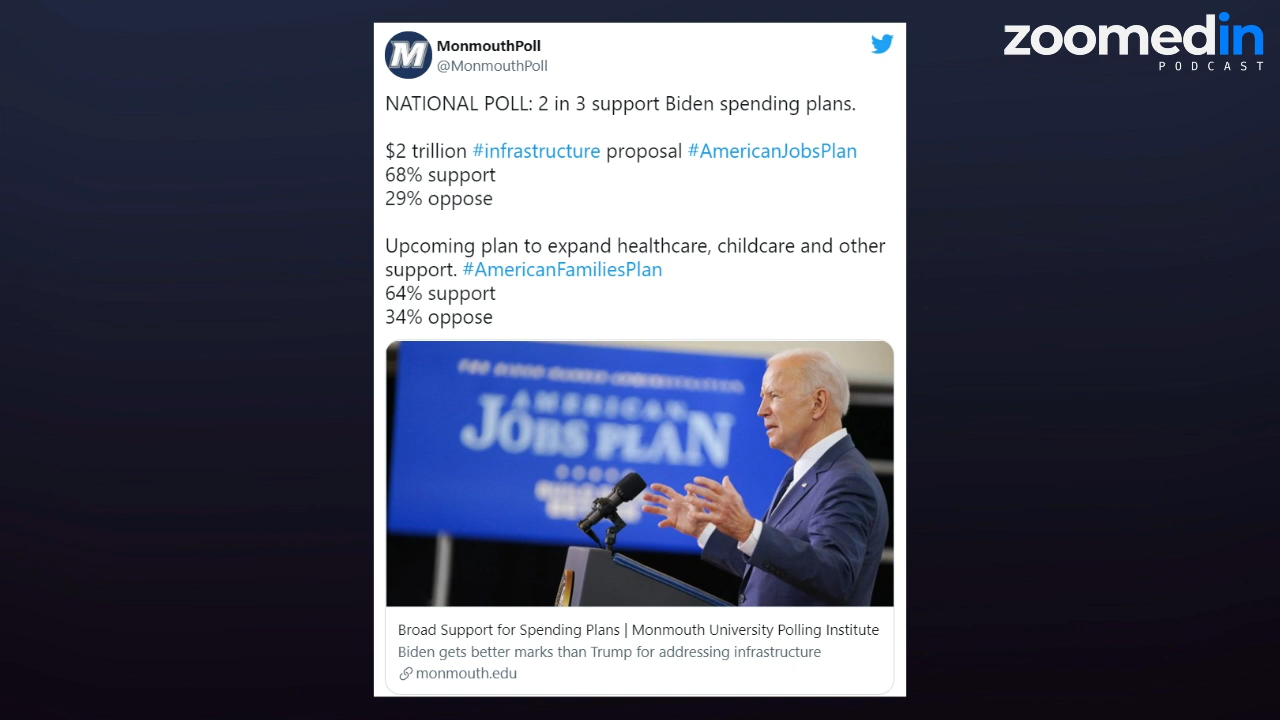 zoomedin
PODCAST
M MonmouthPoll
@MonmouthPoll
NATIONAL POLL: 2 in 3 support Biden spending plans.
$2 trillion #infrastructure proposal #AmericanJobsPlan
68% support
29% oppose
Upcoming plan to expand healthcare, childcare and other
support. #AmericanFamiliesPlan
64% support
34% oppose
AMERICAN
JOBS PLAN
Broad Support for Spending Plans | Monmouth University Polling Institute
Biden gets better marks than Trump for addressing infrastructure
monmouth.edu